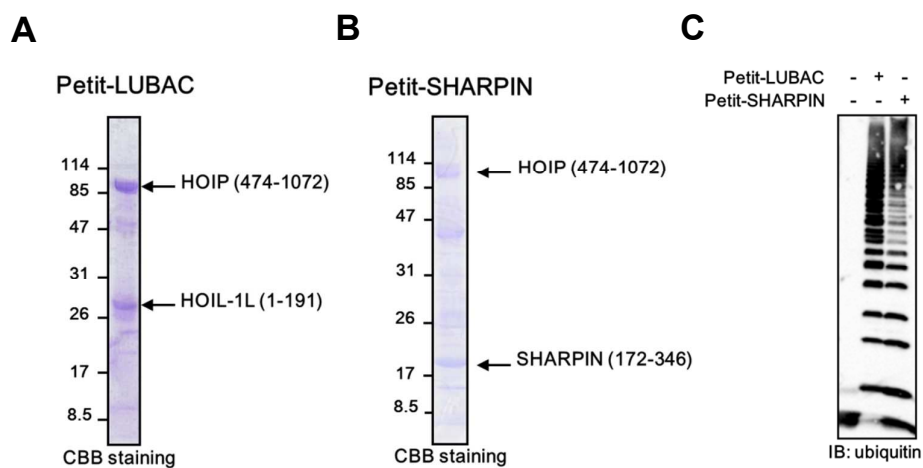 A
Petit-LUBAC
114
85
47
31
26
17
8.5
HOIP (474-1072)
HOIL-1L (1-191)
CBB staining
B
Petit-SHARPIN
114
85
47
31
26
17
8.5
HOIP (474-1072)
SHARPIN (172-346)
CBB staining
C
Petit-LUBAC - + -
Petit-SHARPIN - - +
IB: ubiquitin